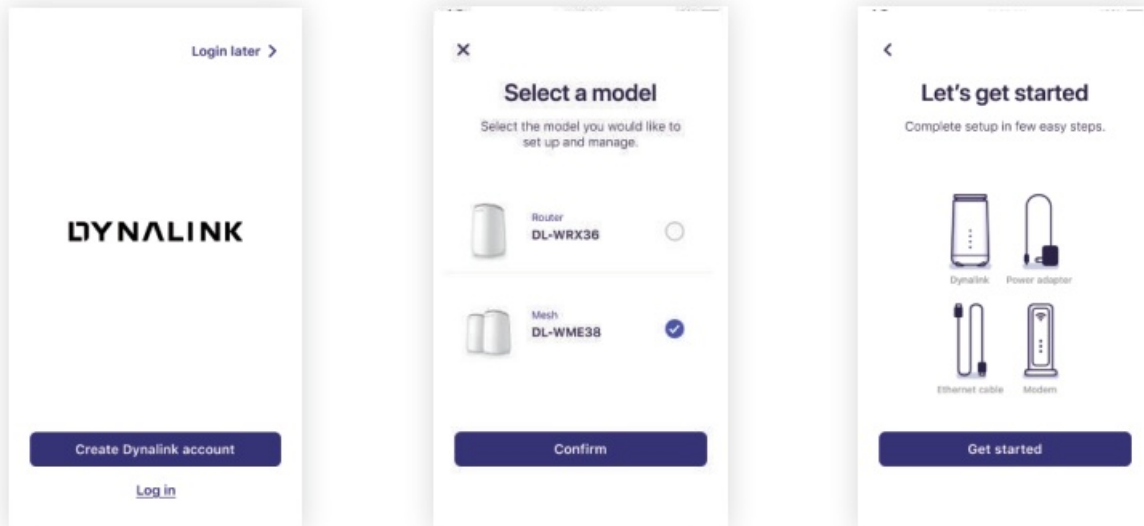 Login later
DYNALINK
Create Dynalink account
Log in
Select a model
Select the model you would like to
set up and manage.
Router
DL-WRX36
Mesh
DL-WME38
Confirm
Let's get started
Complete setup in few easy steps.
Dynalink Power adapter
Ethernet cable Modem
Get started